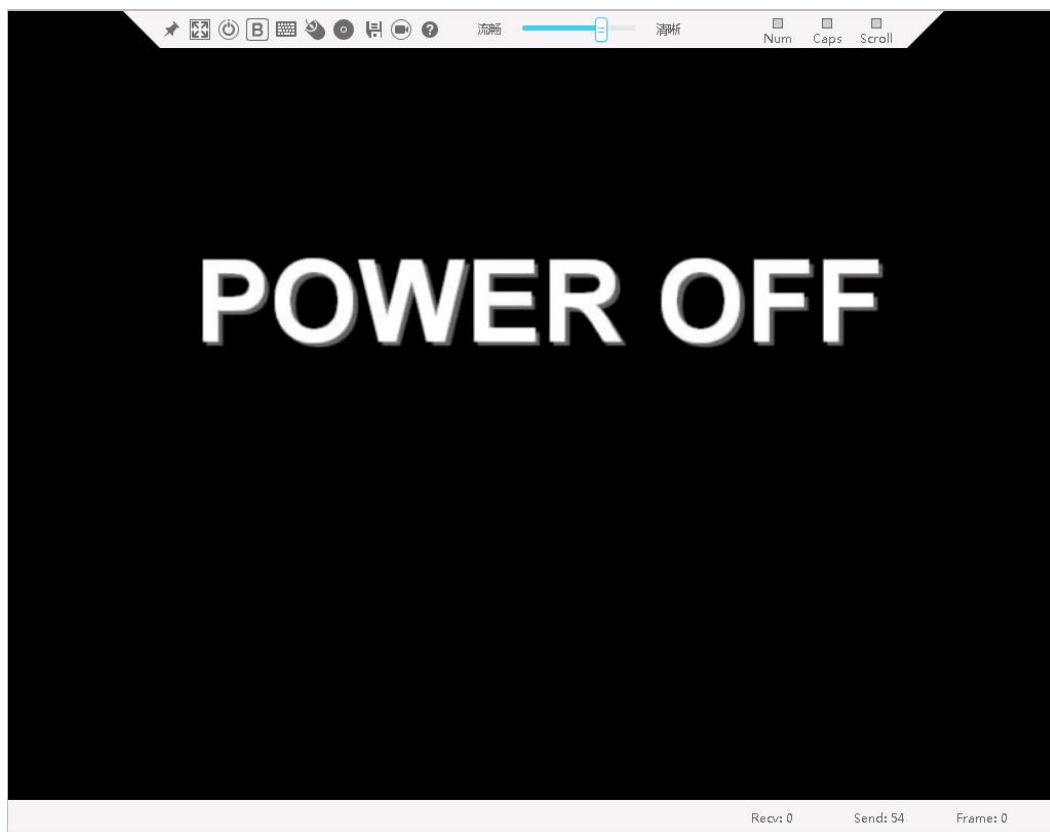 B ? 流畅 清晰 Num Caps Scroll
POWER OFF
Recv: 0 Send: 54 Frame: 0